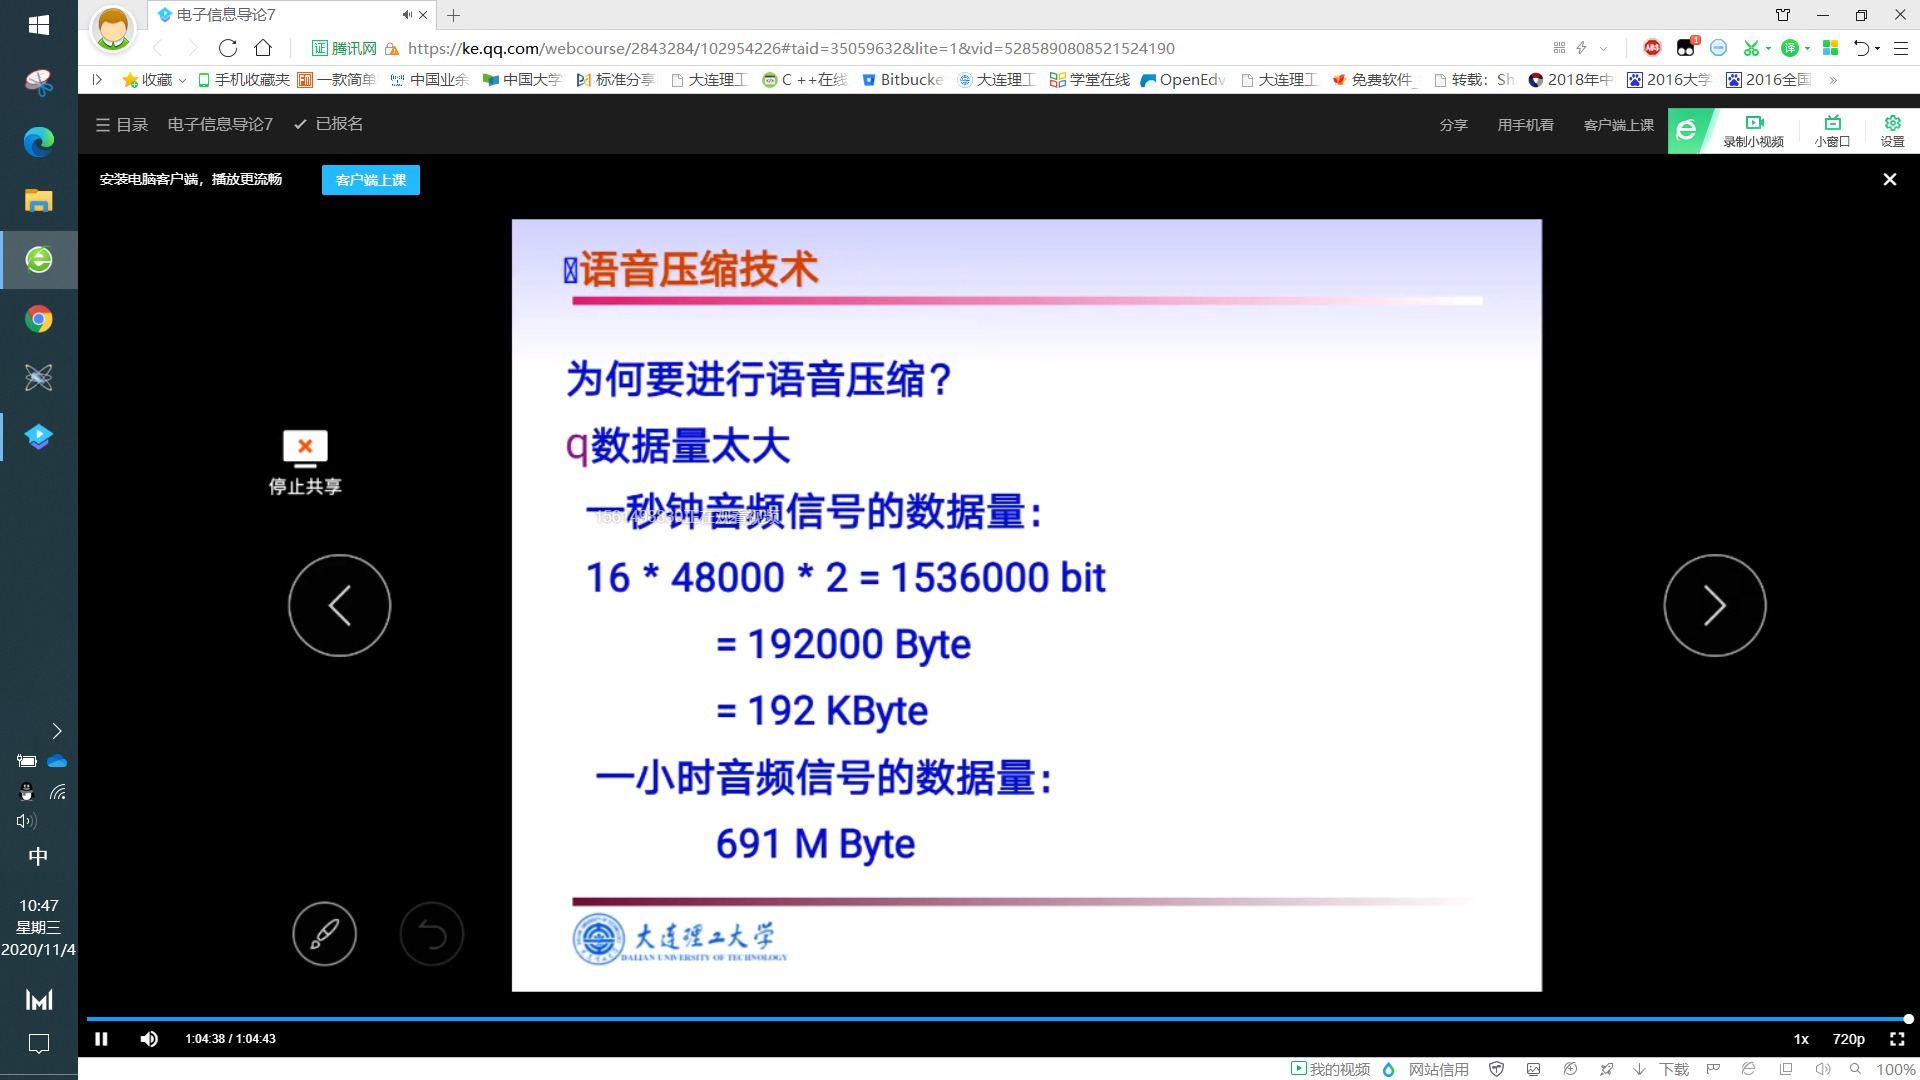 电子信息导论7
证 腾讯网 https://ke.qq.com/webcourse/2843284/102954226#taid=35059632&lite=1&vid=5285890808521524190
ABS 1 译
收藏 手机收藏夹 一款简单 中国业余 中国大学 标准分享 大连理工 C ++在线 Bitbucke 大连理工 学堂在线 OpenEdv 大连理工 免费软件_ 转载：Sh 2018年中 2016大学 2016全国 »
目录 电子信息导论7 已报名 分享 用手机看 客户端上课 录制小视频 小窗口 设置
安装电脑客户端，播放更流畅 客户端上课
语音压缩技术
为何要进行语音压缩？
q数据量太大
停止共享
一秒钟音频信号的数据量：
16 * 48000 * 2 = 1536000 bit
= 192000 Byte
= 192 KByte
一小时音频信号的数据量：
691 M Byte
大连理工大学
DALIAN UNIVERSITY OF TECHNOLOGY
中
10:47
星期三
2020/11/4
1:04:38 / 1:04:43 1x 720p
我的视频 网站信用 下载 100%